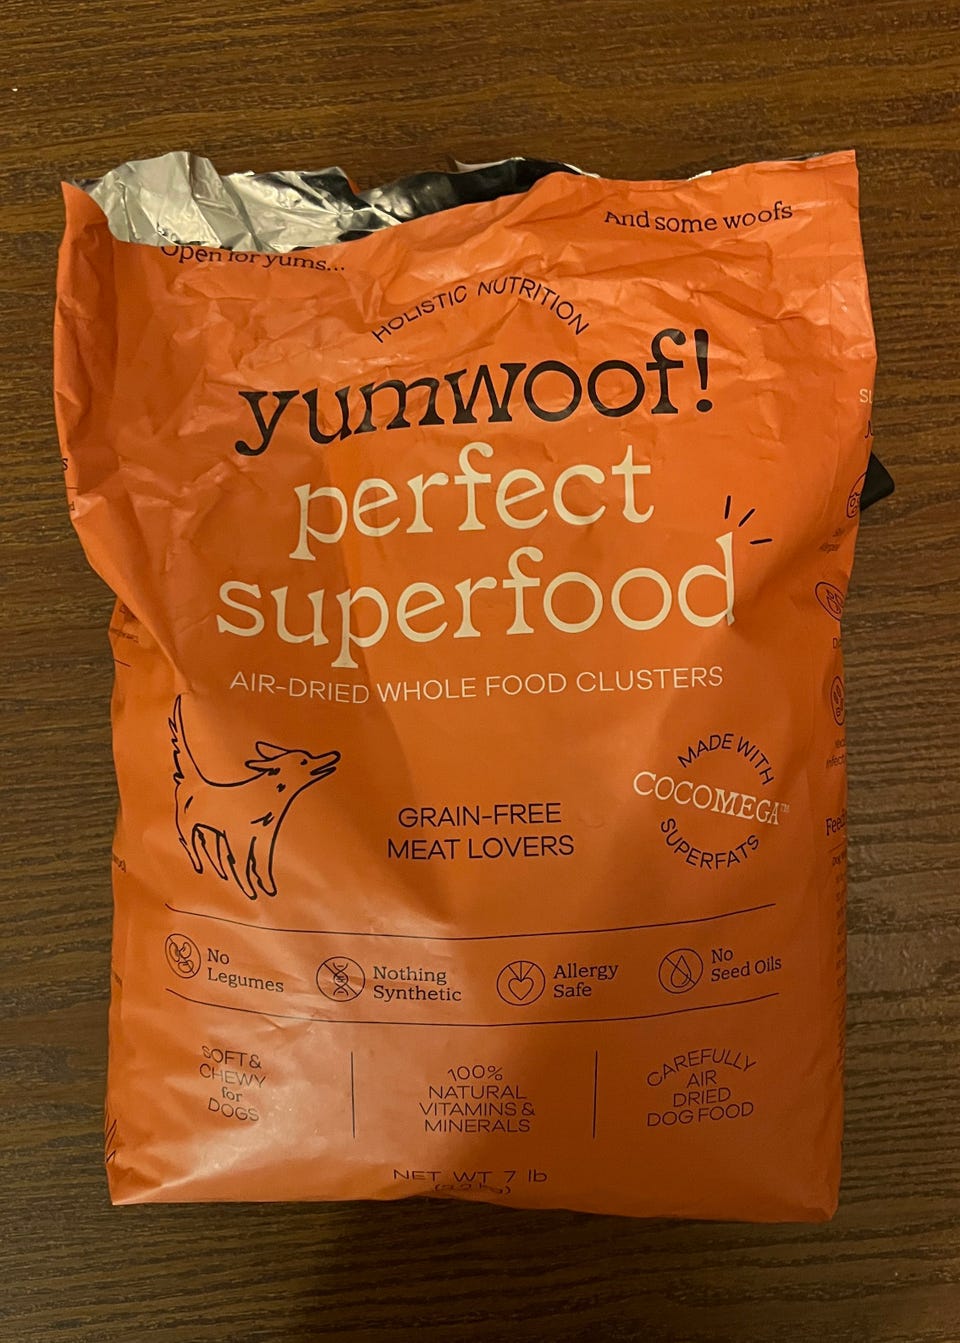 Open for yums...
And some woofs
HOLISTIC NUTRITION
yumwoof!
perfect
superfood
AIR-DRIED WHOLE FOOD CLUSTERS
GRAIN-FREE
MEAT LOVERS
MADE WITH
COCOMEGA™
SUPERFATS
No
Legumes
Nothing
Synthetic
Allergy
Safe
No
Seed Oils
SOFT &
CHEWY
for
DOGS
100%
NATURAL
VITAMINS &
MINERALS
CAREFULLY
AIR
DRIED
DOG FOOD
NET WT 7 lb